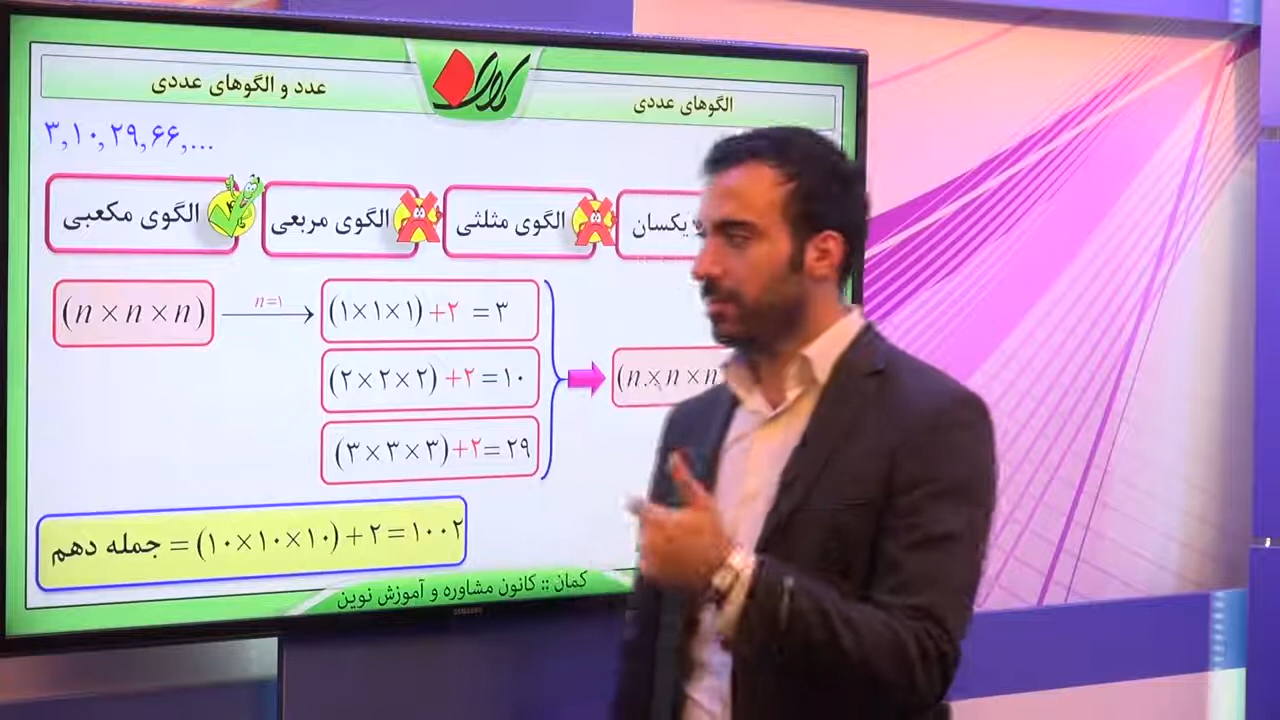 الگوهای عددی
عدد و الگوهای عددی
۳,۱۰,۲۹,۶۶,...
یکسان
الگوی مثلثی
الگوی مربعی
الگوی مکعبی
(n × n × n)
n=۱
(۱×۱×۱) +۲ = ۳
(۲×۲×۲) +۲ = ۱۰
(۳×۳×۳) +۲ = ۲۹
(n × n × n
جمله دهم = (۱۰×۱۰×۱۰) + ۲ = ۱۰۰۲
کمان :: کانون مشاوره و آموزش نوین
SAMSUNG